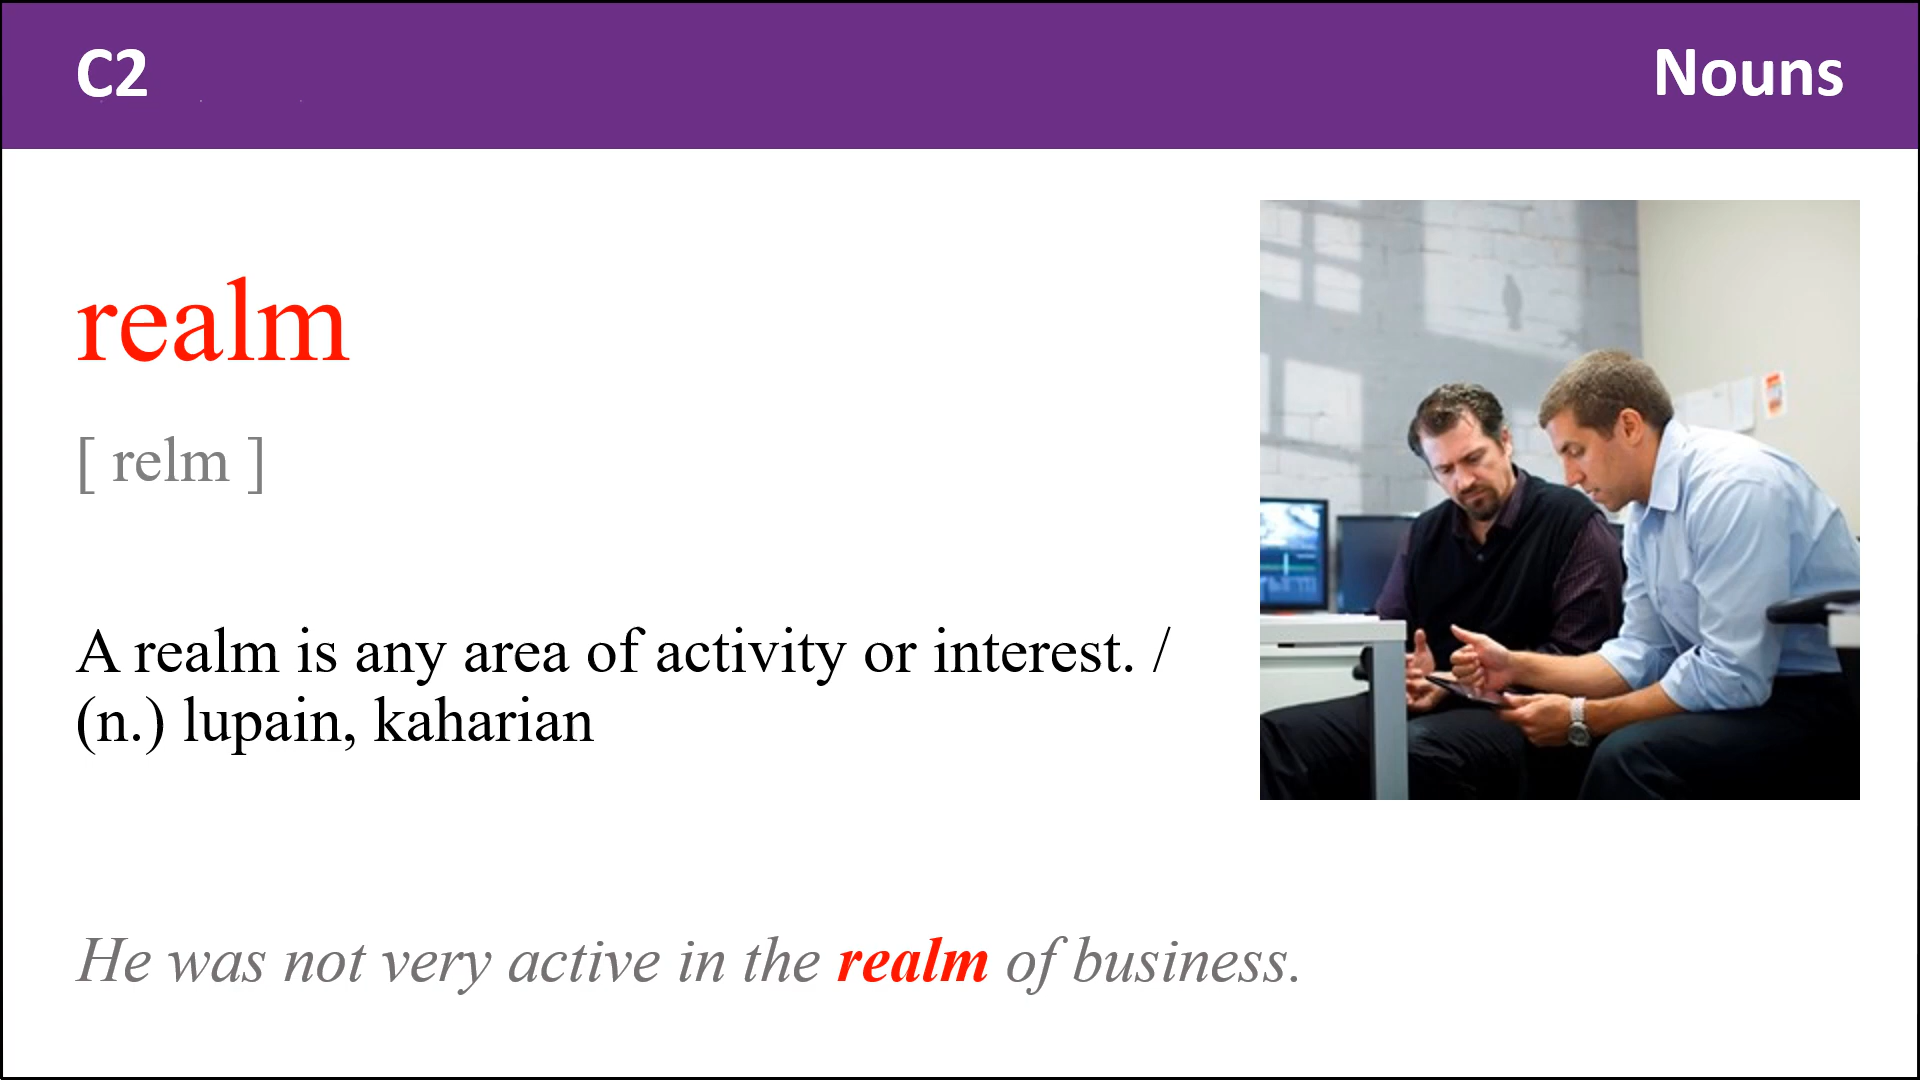 C2
Nouns
realm
[ relm ]
A realm is any area of activity or interest. /
(n.) lupain, kaharian
He was not very active in the realm of business.